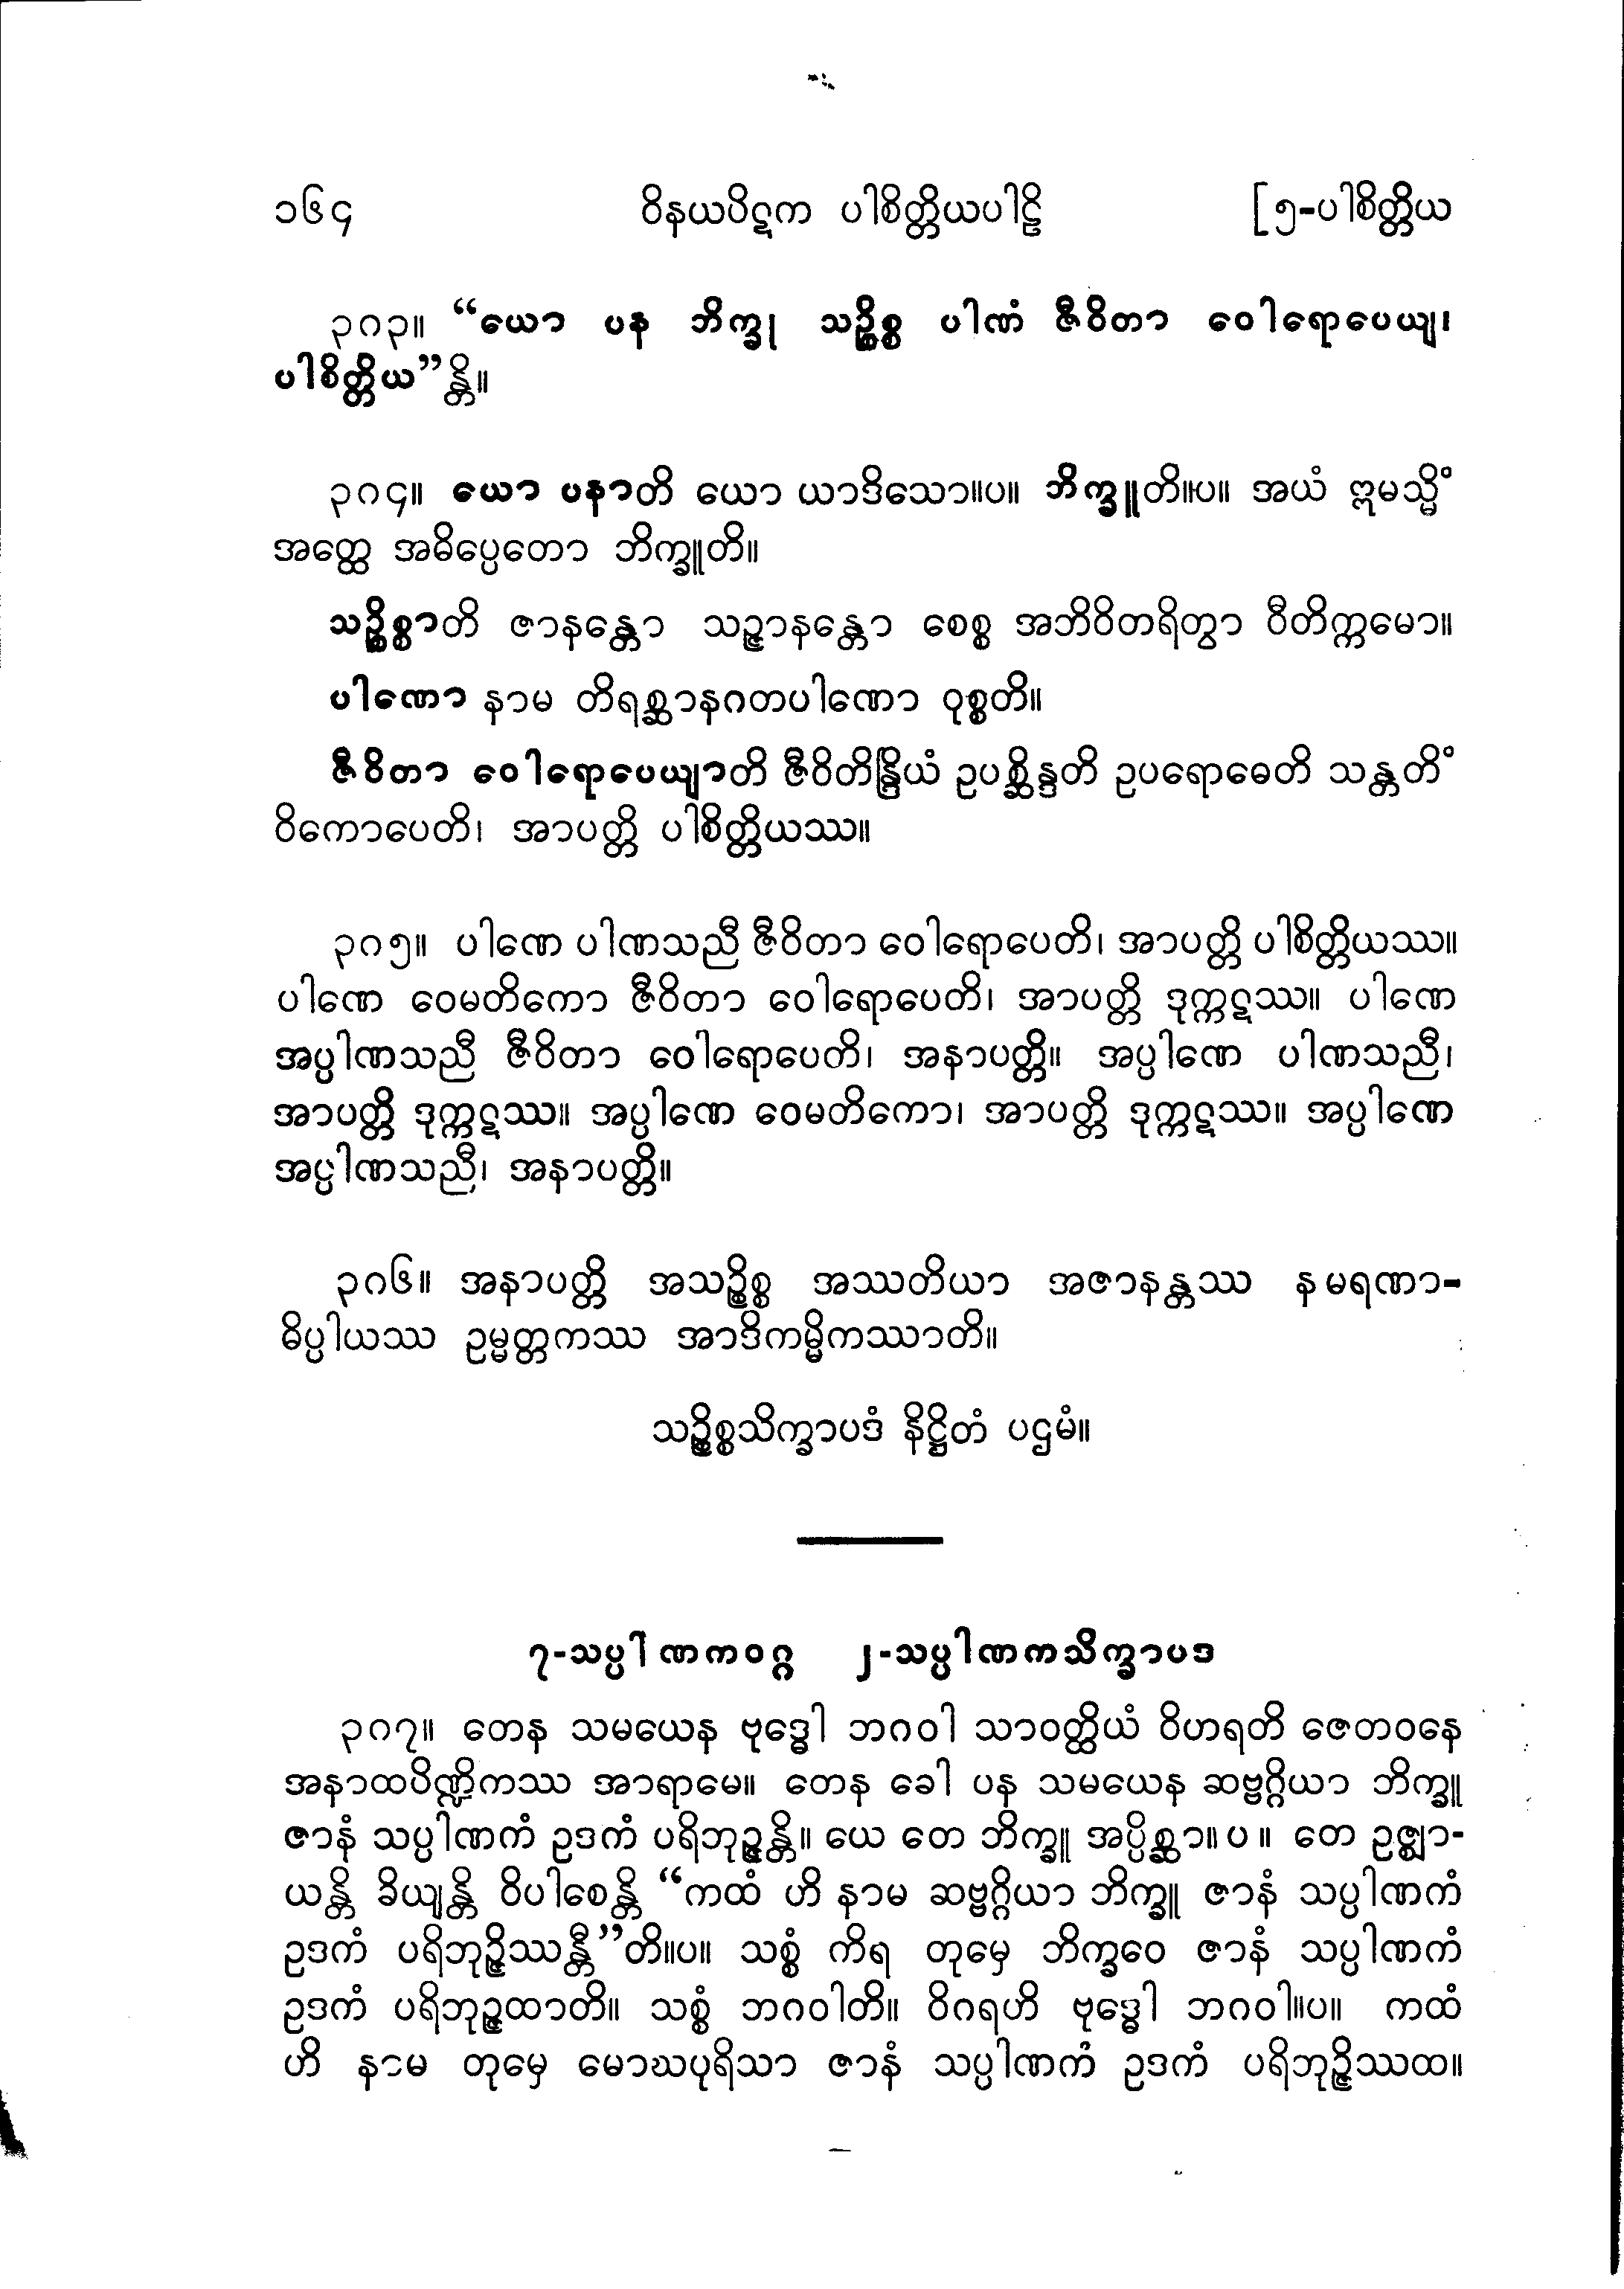 ၁၆၄ ဝိနယပိဋက ပါစိတ္တိယပါဠိ [၅-ပါစိတ္တိယ
၃ဂ၃။ “ယော ပန ဘိက္ခု သဉ္စိစ္စ ပါဏံ ဇီဝိတာ ဝေါရောပေယျ၊
ပါစိတ္တိယ”န္တိ။
၃ဂ၄။ ယော ပနာတိ ယော ယာဒိသော။ပ။ ဘိက္ခူတိ။ပ။ အယံ ဣမသ္မိံ
အတ္ထေ အဓိပ္ပေတော ဘိက္ခူတိ။
သဉ္စိစ္စာတိ ဇာနန္တော သဉ္ဇာနန္တော စေစ္စ အဘိဝိတရိတွာ ဝီတိက္ကမော။
ပါဏော နာမ တိရစ္ဆာနဂတပါဏော ဝုစ္စတိ။
ဇီဝိတာ ဝေါရောပေယျာတိ ဇီဝိတိန္ဒြိယံ ဥပစ္ဆိန္ဒတိ ဥပရောဓေတိ သန္တတိံ
ဝိကောပေတိ၊ အာပတ္တိ ပါစိတ္တိယဿ။
၃ဂ၅။ ပါဏေ ပါဏသညီ ဇီဝိတာ ဝေါရောပေတိ၊ အာပတ္တိ ပါစိတ္တိယဿ။
ပါဏေ ဝေမတိကော ဇီဝိတာ ဝေါရောပေတိ၊ အာပတ္တိ ဒုက္ကဋဿ။ ပါဏေ
အပ္ပါဏသညီ ဇီဝိတာ ဝေါရောပေတိ၊ အနာပတ္တိ။ အပ္ပါဏေ ပါဏသညီ၊
အာပတ္တိ ဒုက္ကဋဿ။ အပ္ပါဏေ ဝေမတိကော၊ အာပတ္တိ ဒုက္ကဋဿ။ အပ္ပါဏေ
အပ္ပါဏသညီ၊ အနာပတ္တိ။
၃ဂ၆။ အနာပတ္တိ အသဉ္စိစ္စ အဿတိယာ အဇာနန္တဿ န မရဏာ-
ဓိပ္ပါယဿ ဥမ္မတ္တကဿ အာဒိကမ္မိကဿာတိ။
သဉ္စိစ္စသိက္ခာပဒံ နိဋ္ဌိတံ ပဌမံ။
၇-သပ္ပါဏကဝဂ္ဂ ၂-သပ္ပါဏကသိက္ခာပဒ
၃ဂ၇။ တေန သမယေန ဗုဒ္ဓေါ ဘဂဝါ သာဝတ္ထိယံ ဝိဟရတိ ဇေတဝနေ
အနာထပိဏ္ဍိကဿ အာရာမေ။ တေန ခေါ ပန သမယေန ဆဗ္ဗဂ္ဂိယာ ဘိက္ခူ
ဇာနံ သပ္ပါဏကံ ဥဒကံ ပရိဘုဉ္ဇန္တိ။ ယေ တေ ဘိက္ခူ အပ္ပိစ္ဆာ။ပ။ တေ ဥဇ္ဈာ-
ယန္တိ ခိယျန္တိ ဝိပါစေန္တိ “ကထံ ဟိ နာမ ဆဗ္ဗဂ္ဂိယာ ဘိက္ခူ ဇာနံ သပ္ပါဏကံ
ဥဒကံ ပရိဘုဉ္ဇိဿန္တီ”တိ။ပ။ သစ္စံ ကိရ တုမှေ ဘိက္ခဝေ ဇာနံ သပ္ပါဏကံ
ဥဒကံ ပရိဘုဉ္ဇထာတိ။ သစ္စံ ဘဂဝါတိ။ ဝိဂရဟိ ဗုဒ္ဓေါ ဘဂဝါ။ပ။ ကထံ
ဟိ နာမ တုမှေ မောဃပုရိသာ ဇာနံ သပ္ပါဏကံ ဥဒကံ ပရိဘုဉ္ဇိဿထ။